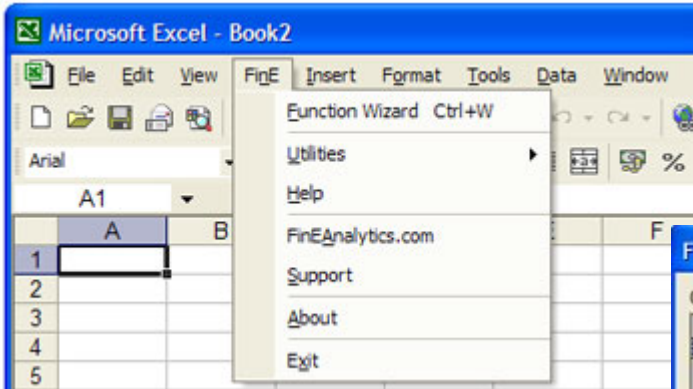 Microsoft Excel - Book2
File Edit View FinE Insert Format Tools Data Window
Function Wizard Ctrl+W
Arial
Utilities
%
A1
Help
A B F
FinEAnalytics.com
1
Support
2
3
About
4
Exit
5